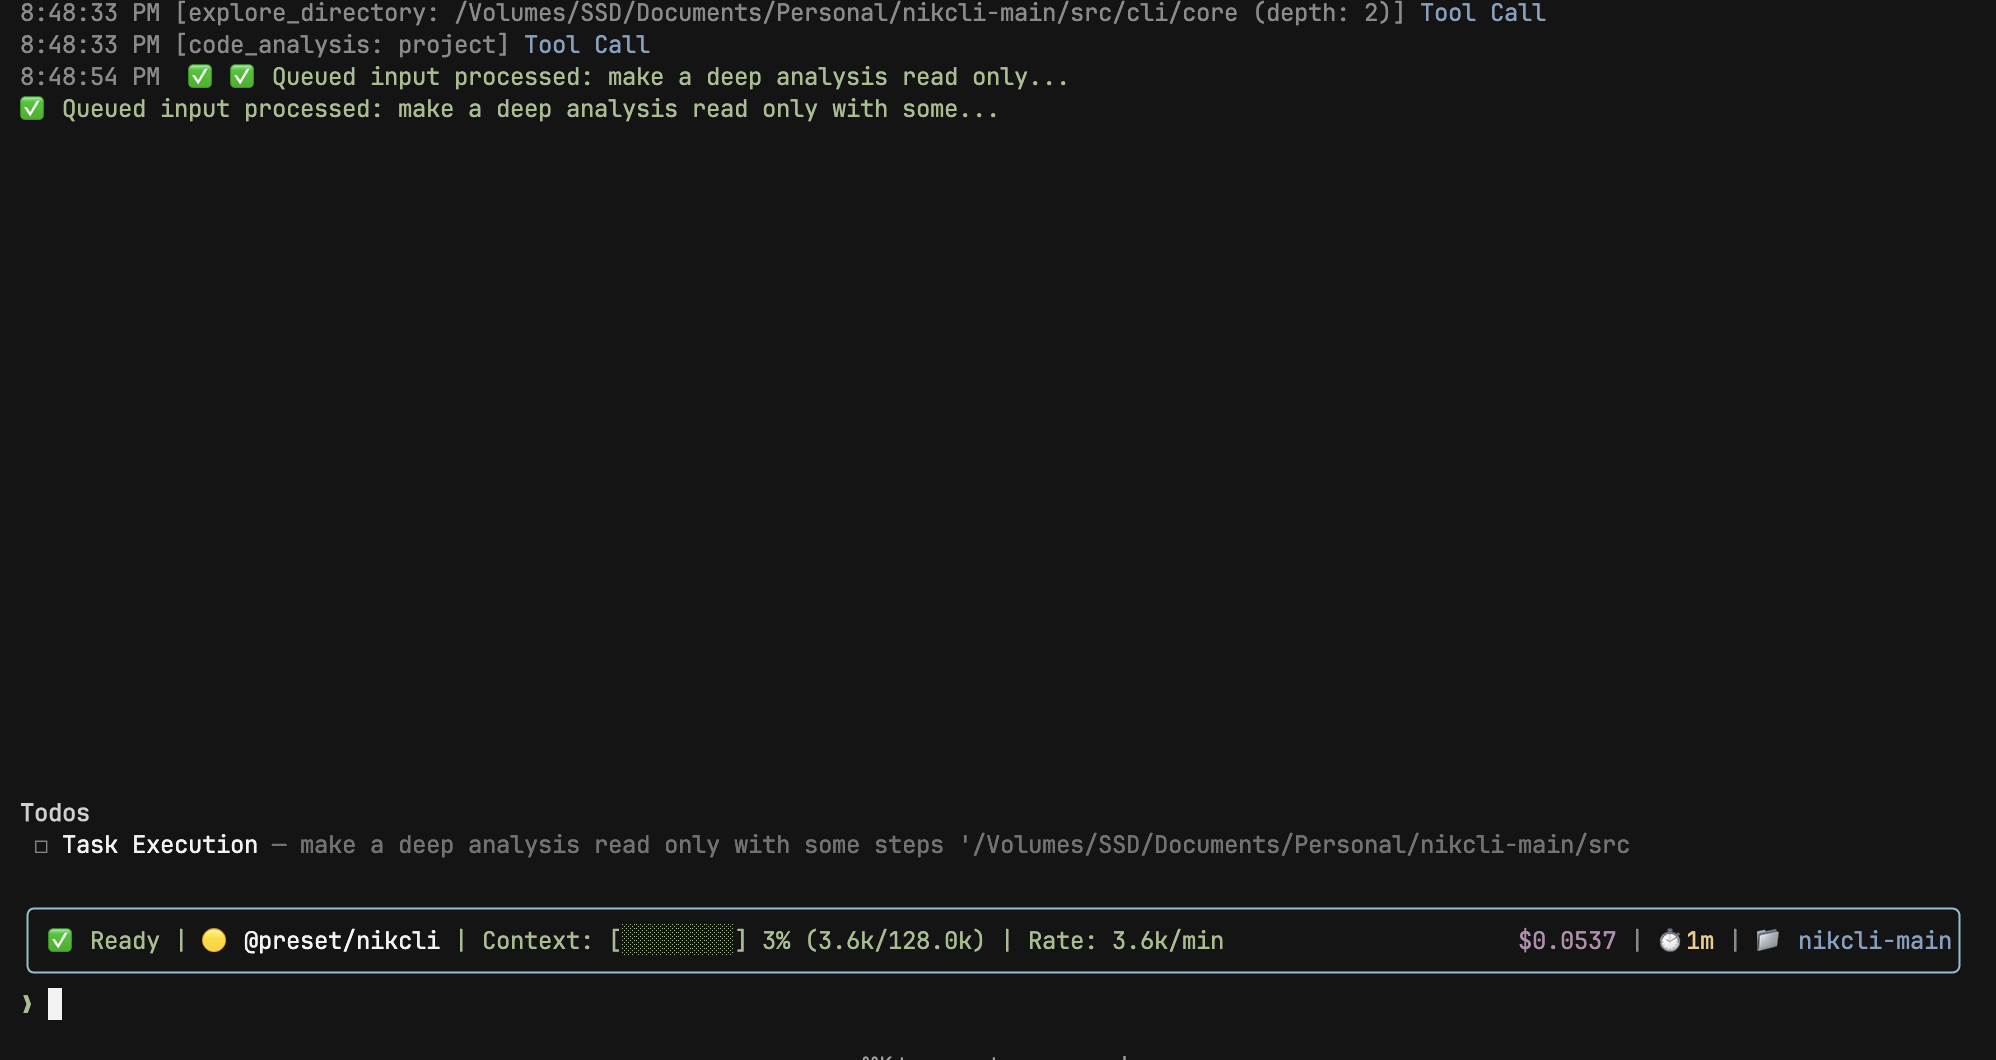 8:48:33 PM [explore_directory: /Volumes/SSD/Documents/Personal/nikcli-main/src/cli/core (depth: 2)] Tool Call
8:48:33 PM [code_analysis: project] Tool Call
8:48:54 PM ✅ ✅ Queued input processed: make a deep analysis read only...
✅ Queued input processed: make a deep analysis read only with some...
Todos
□ Task Execution — make a deep analysis read only with some steps '/Volumes/SSD/Documents/Personal/nikcli-main/src
✅ Ready | 🟡 @preset/nikcli | Context: [░░░░░░░░] 3% (3.6k/128.0k) | Rate: 3.6k/min $0.0537 | ⏱️ 1m | 📁 nikcli-main
❯